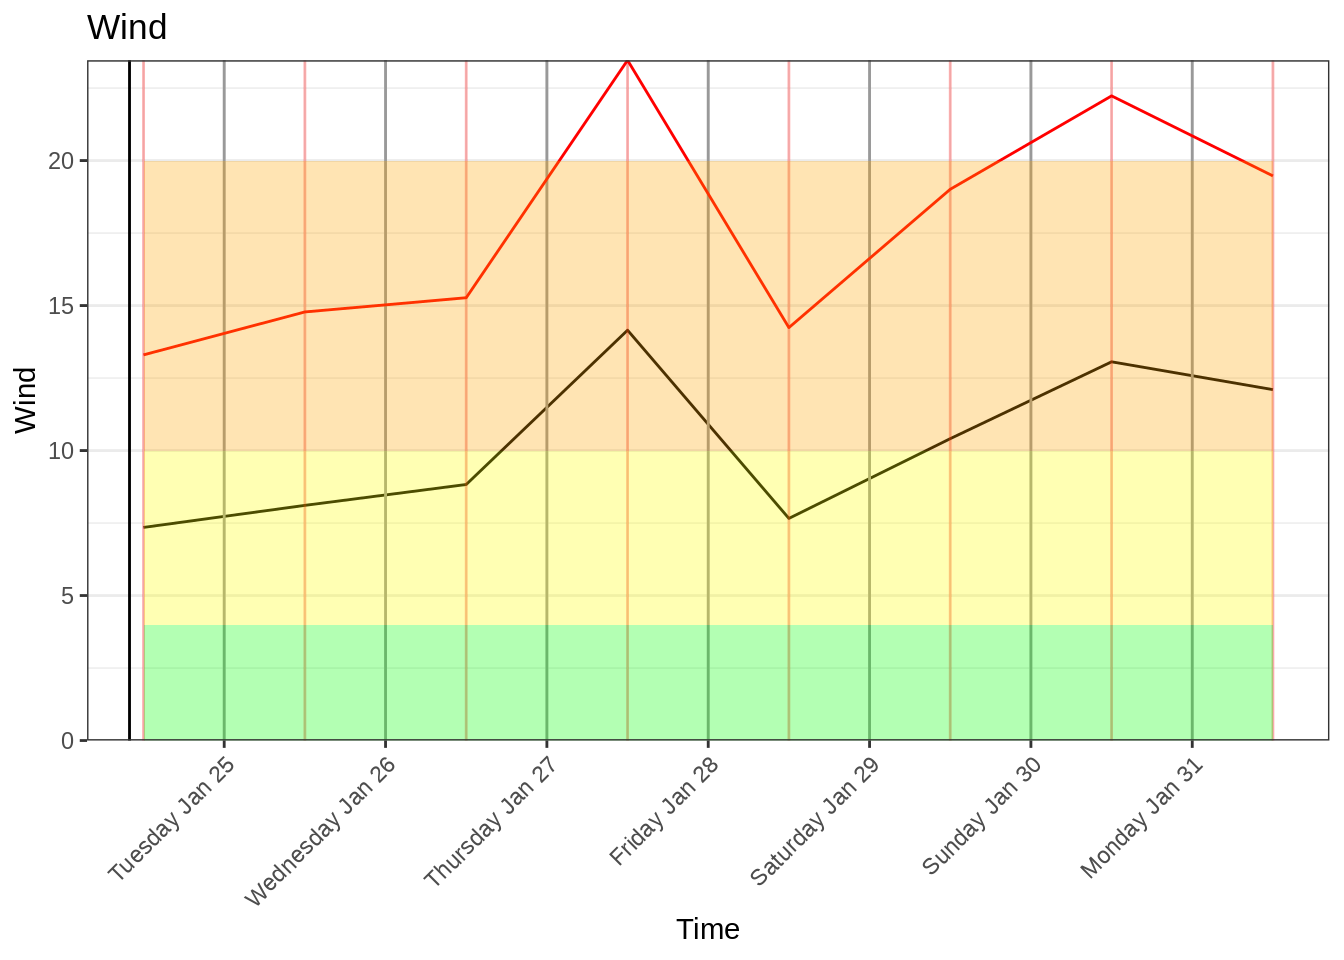 Wind
Wind
20
15
10
5
0
Tuesday Jan 25
Wednesday Jan 26
Thursday Jan 27
Friday Jan 28
Saturday Jan 29
Sunday Jan 30
Monday Jan 31
Time